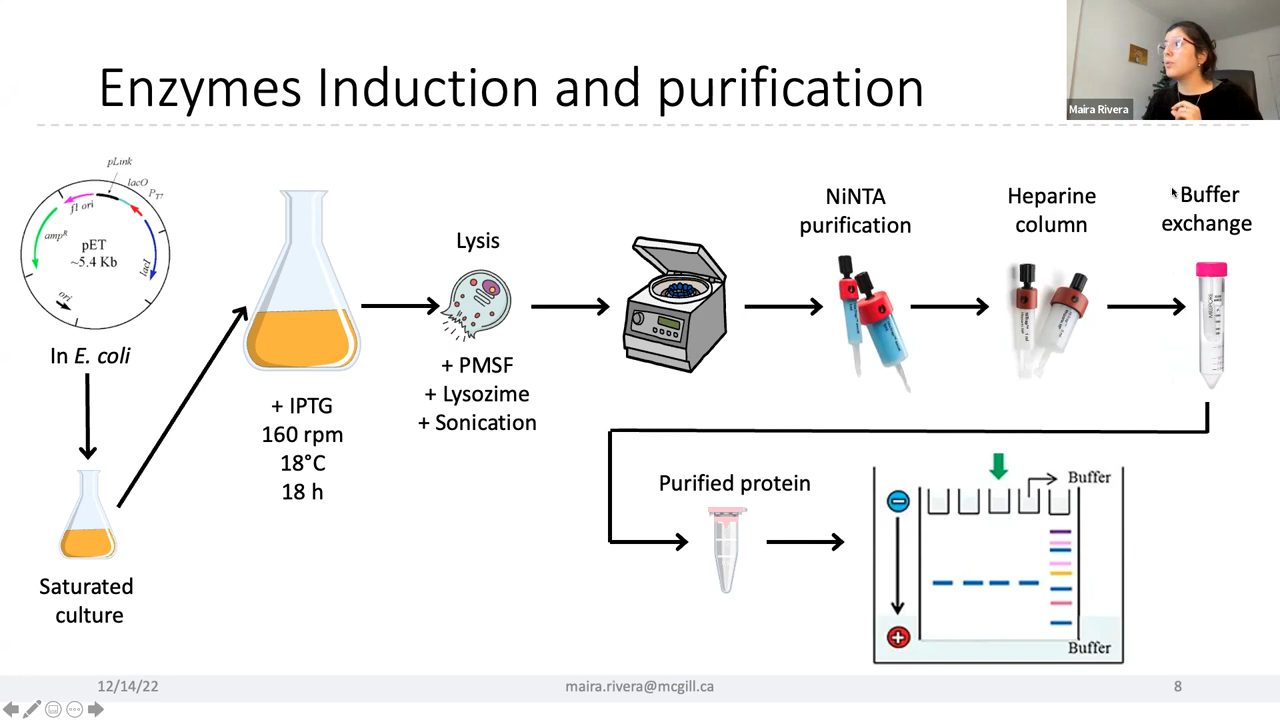 Enzymes Induction and purification
Maira Rivera
pLink
lacO
PT7
f1 ori
ampR
pET
~5.4 Kb
lacI
ori
In E. coli
Saturated
culture
+ IPTG
160 rpm
18°C
18 h
Lysis
+ PMSF
+ Lysozime
+ Sonication
NiNTA
purification
Heparine
column
Buffer
exchange
Purified protein
Buffer
Buffer
12/14/22
maira.rivera@mcgill.ca
8